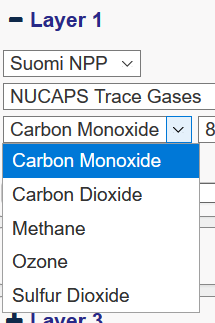 Layer 1
Suomi NPP
NUCAPS Trace Gases
Carbon Monoxide 8
Carbon Monoxide
Carbon Dioxide
Methane
Ozone
Sulfur Dioxide
Layer 3